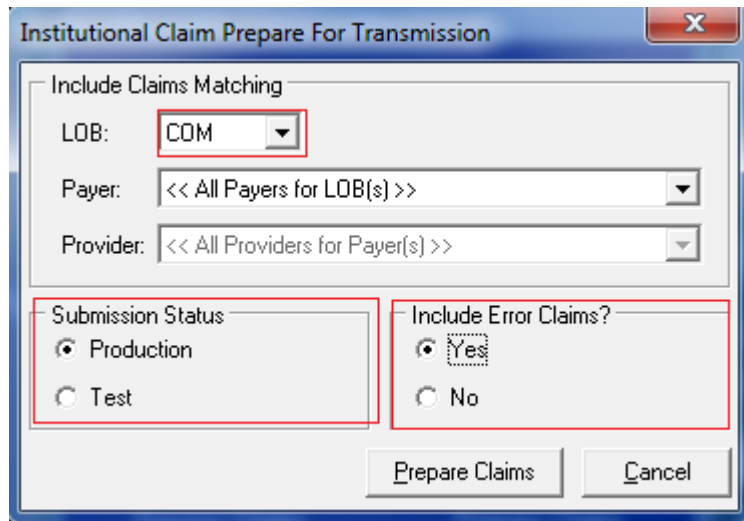 Institutional Claim Prepare For Transmission
X
Include Claims Matching
LOB: COM
Payer: << All Payers for LOB(s) >>
Provider: << All Providers for Payer(s) >>
Submission Status
Production
Test
Include Error Claims?
Yes
No
Prepare Claims Cancel